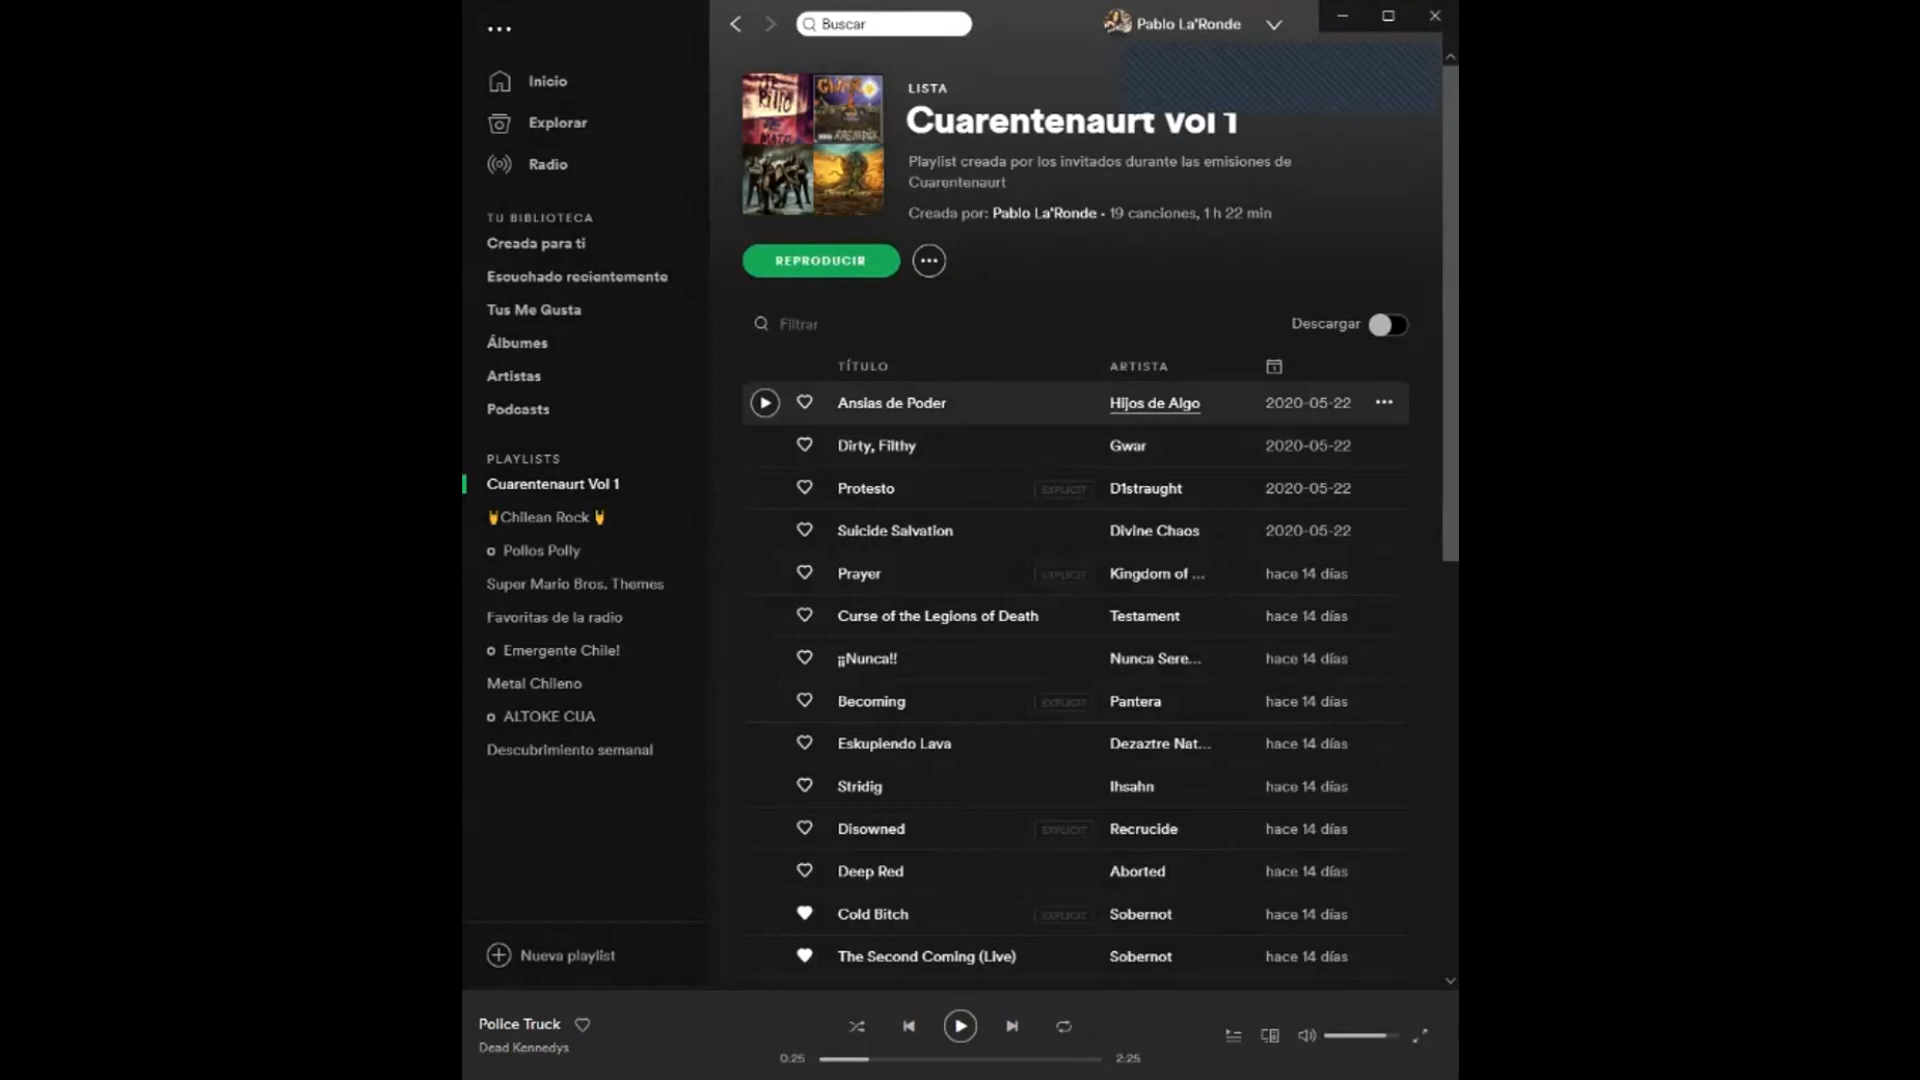 Buscar
Pablo La'Ronde
Inicio
Explorar
Radio
TU BIBLIOTECA
Creada para ti
Escuchado recientemente
Tus Me Gusta
Álbumes
Artistas
Podcasts
PLAYLISTS
Cuarentenaurt Vol 1
🤘Chilean Rock🤘
Pollos Polly
Super Mario Bros. Themes
Favoritas de la radio
Emergente Chile!
Metal Chileno
ALTOKE CUA
Descubrimiento semanal
Nueva playlist
LISTA
Cuarentenaurt Vol 1
Playlist creada por los invitados durante las emisiones de
Cuarentenaurt
Creada por: Pablo La'Ronde • 19 canciones, 1 h 22 min
REPRODUCIR
Filtrar
Descargar
TÍTULO ARTISTA
Ansias de Poder Hijos de Algo 2020-05-22
Dirty, Filthy Gwar 2020-05-22
Protesto EXPLICIT D1straught 2020-05-22
Suicide Salvation Divine Chaos 2020-05-22
Prayer EXPLICIT Kingdom of ... hace 14 días
Curse of the Legions of Death Testament hace 14 días
¡¡Nunca!! Nunca Sere... hace 14 días
Becoming EXPLICIT Pantera hace 14 días
Eskupiendo Lava Dezaztre Nat... hace 14 días
Stridig Ihsahn hace 14 días
Disowned EXPLICIT Recrucide hace 14 días
Deep Red Aborted hace 14 días
Cold Bitch EXPLICIT Sobernot hace 14 días
The Second Coming (Live) Sobernot hace 14 días
Police Truck
Dead Kennedys
0:25 2:25